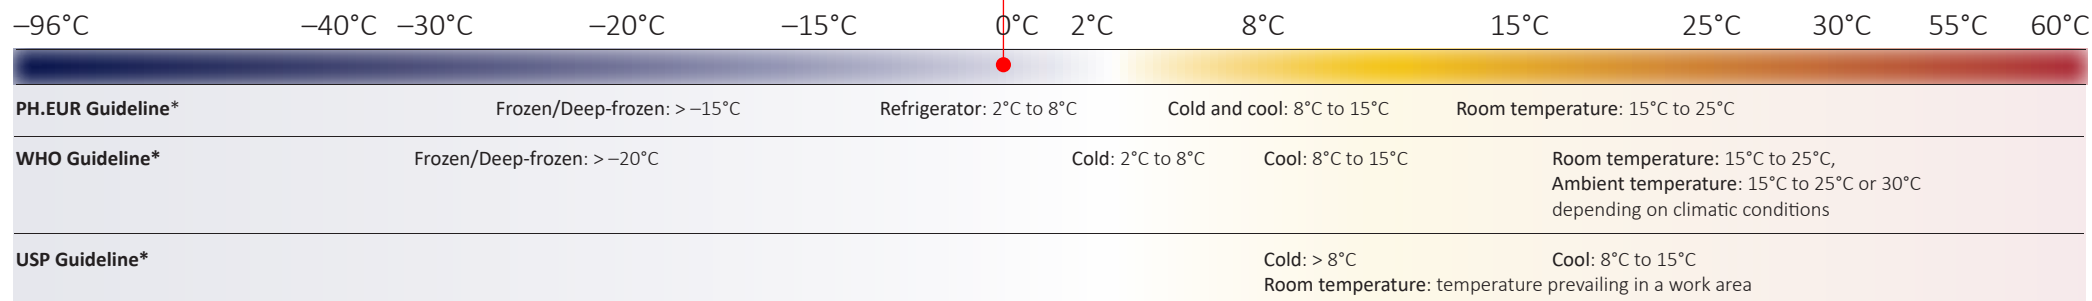 –96°C –40°C –30°C –20°C –15°C 0°C 2°C 8°C 15°C 25°C 30°C 55°C 60°C
PH.EUR Guideline* Frozen/Deep-frozen: > –15°C Refrigerator: 2°C to 8°C Cold and cool: 8°C to 15°C Room temperature: 15°C to 25°C
WHO Guideline* Frozen/Deep-frozen: > –20°C Cold: 2°C to 8°C Cool: 8°C to 15°C Room temperature: 15°C to 25°C,
Ambient temperature: 15°C to 25°C or 30°C
depending on climatic conditions
USP Guideline* Cold: > 8°C Cool: 8°C to 15°C
Room temperature: temperature prevailing in a work area